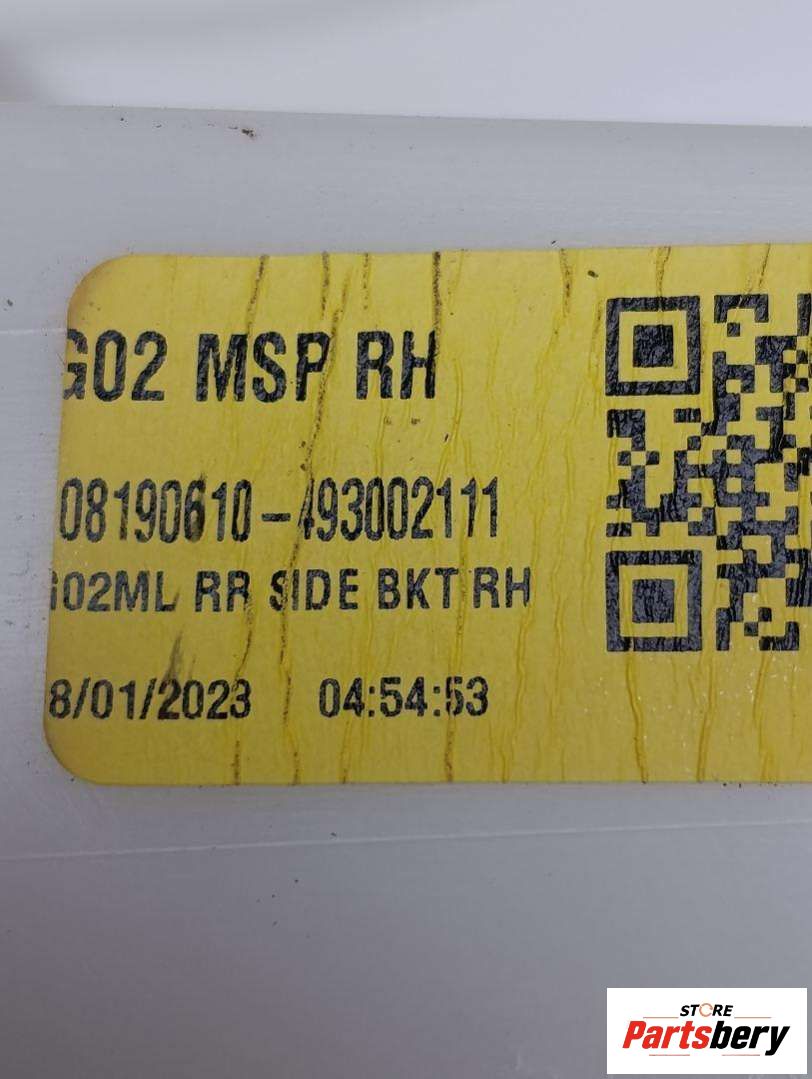 G02 MSP RH
08190610-493002111
G02ML RR SIDE BKT RH
8/01/2023 04:54:53
STORE
Partsbery